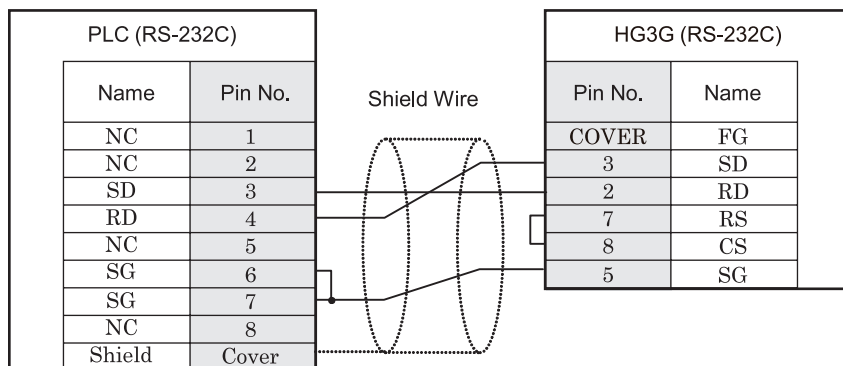 PLC (RS-232C)
Name Pin No.
NC 1
NC 2
SD 3
RD 4
NC 5
SG 6
SG 7
NC 8
Shield Cover
Shield Wire
HG3G (RS-232C)
Pin No. Name
COVER FG
3 SD
2 RD
7 RS
8 CS
5 SG